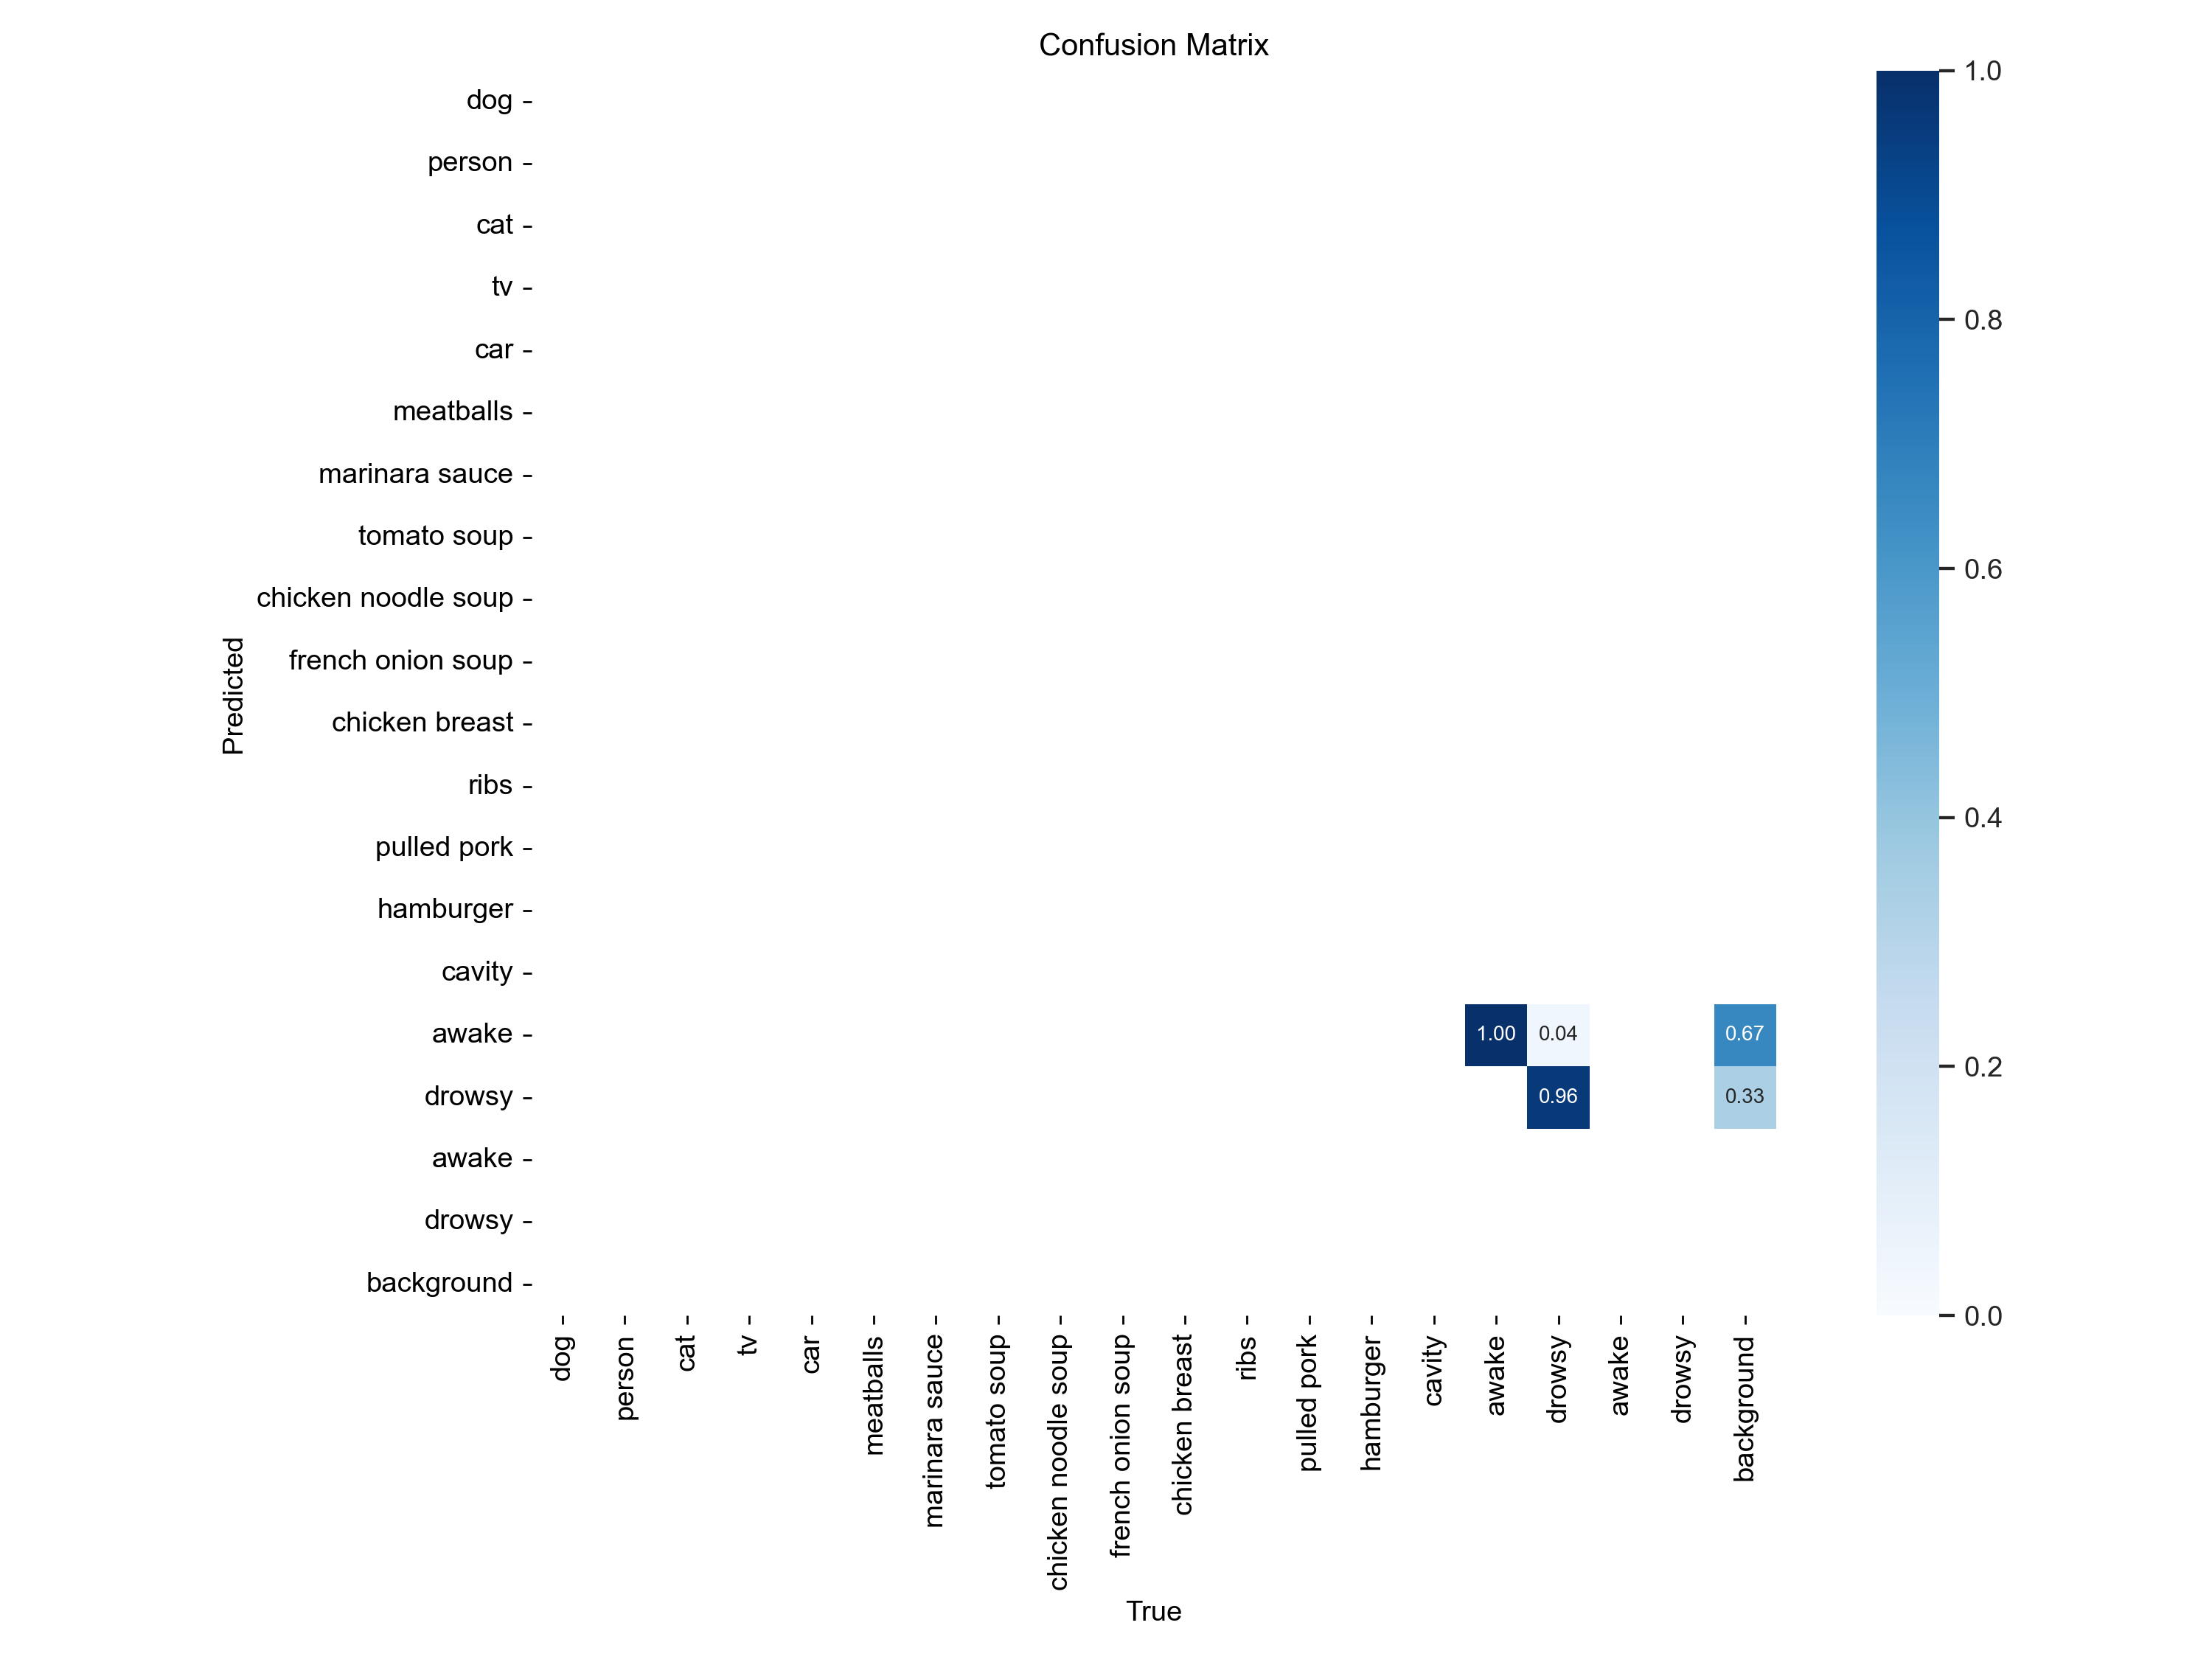 Confusion Matrix
dog
person
cat
tv
car
meatballs
marinara sauce
tomato soup
chicken noodle soup
french onion soup
chicken breast
ribs
pulled pork
hamburger
cavity
awake
drowsy
awake
drowsy
background
Predicted
1.00 0.04 0.67
0.96 0.33
dog
person
cat
tv
car
meatballs
marinara sauce
tomato soup
chicken noodle soup
french onion soup
chicken breast
ribs
pulled pork
hamburger
cavity
awake
drowsy
awake
drowsy
background
True
1.0
0.8
0.6
0.4
0.2
0.0